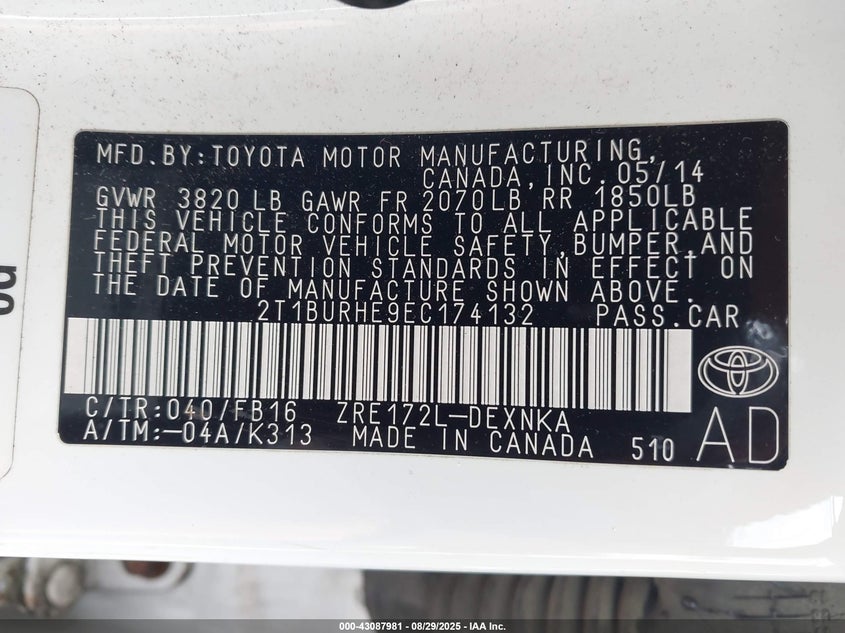 MFD.BY:TOYOTA MOTOR MANUFACTURING,
CANADA,INC.05/14
GVWR 3820 LB GAWR FR 2070LB RR 1850LB
THIS VEHICLE CONFORMS TO ALL APPLICABLE
FEDERAL MOTOR VEHICLE SAFETY,BUMPER,AND
THEFT PREVENTION STANDARDS IN EFFECT ON
THE DATE OF MANUFACTURE SHOWN ABOVE.
2T1BURHE9EC174132 PASS.CAR
C/TR:040/FB16 ZRE172L-DEXNKA
A/TM:-04A/K313 MADE IN CANADA 510 AD
000-43087981 | 08/29/2025 - IAA Inc.